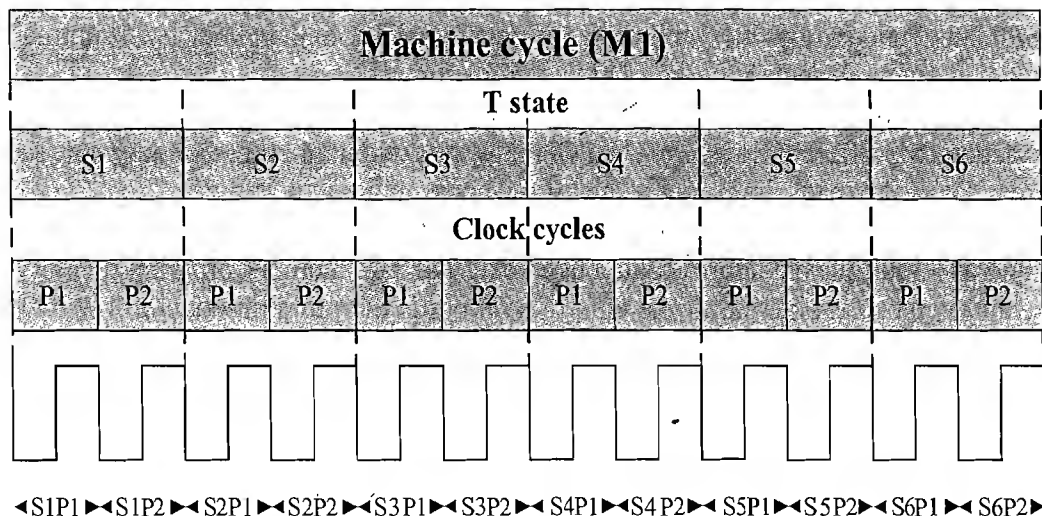 Machine cycle (M1)
T state
S1 S2 S3 S4 S5 S6
Clock cycles
P1 P2 P1 P2 P1 P2 P1 P2 P1 P2 P1 P2
S1P1 S1P2 S2P1 S2P2 S3P1 S3P2 S4P1 S4P2 S5P1 S5P2 S6P1 S6P2